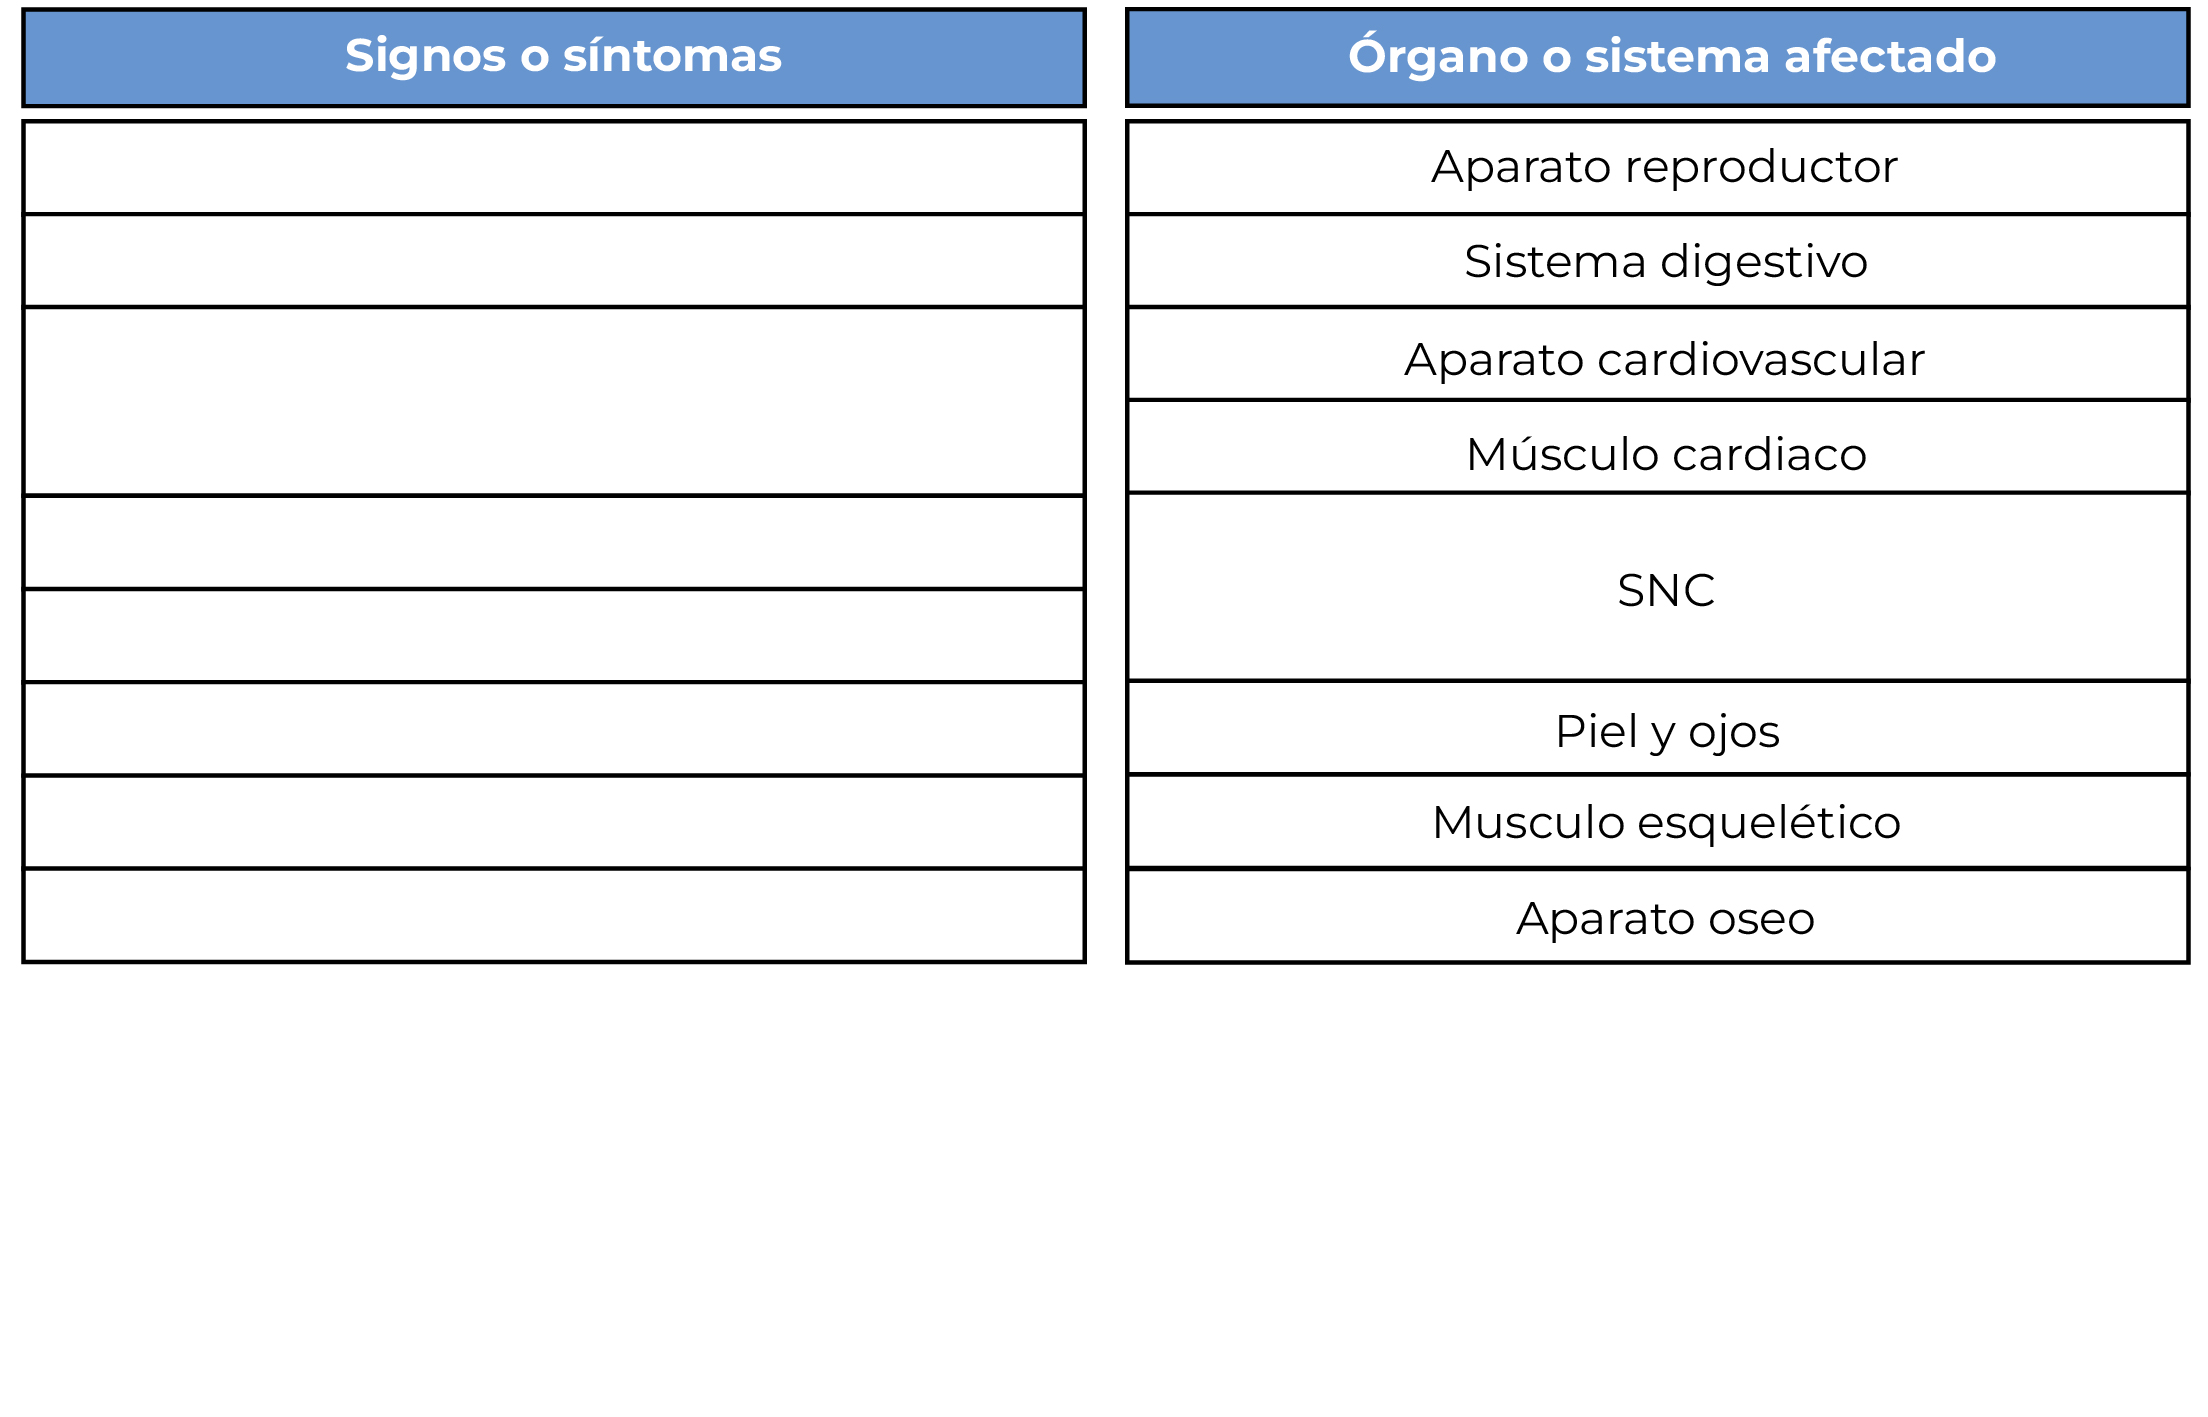 Signos o síntomas
Órgano o sistema afectado
Aparato reproductor
Sistema digestivo
Aparato cardiovascular
Músculo cardiaco
SNC
Piel y ojos
Musculo esquelético
Aparato oseo